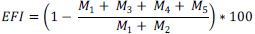 EFI = (1 − (M₁ + M₃ + M₄ + M₅) / (M₁ + M₂)) * 100